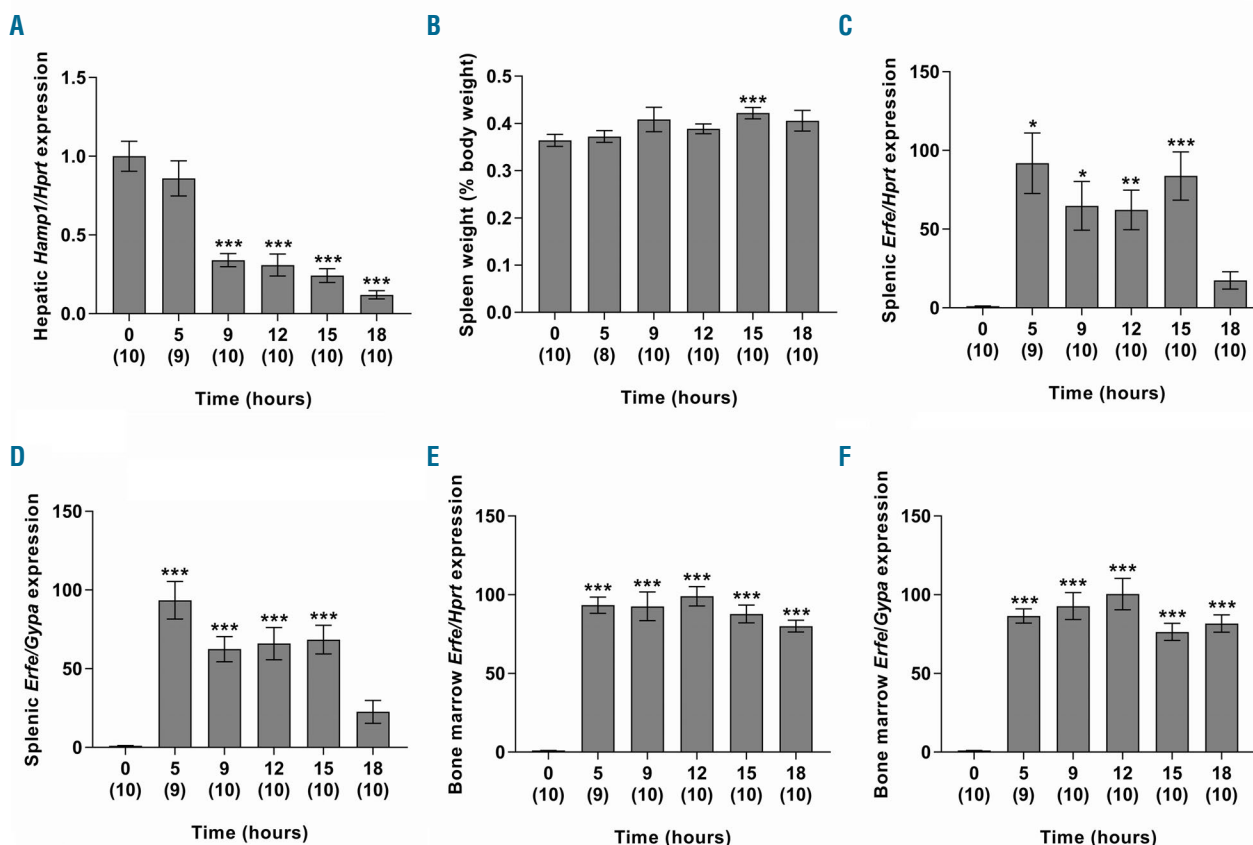 A
Hepatic Hamp1/Hprt expression
1.5
1.0
0.5
0.0
*** *** *** ***
0 5 9 12 15 18
(10) (9) (10) (10) (10) (10)
Time (hours)
B
Spleen weight (% body weight)
0.5
0.4
0.3
0.2
0.1
0.0
***
0 5 9 12 15 18
(10) (8) (10) (10) (10) (10)
Time (hours)
C
Splenic Erfe/Hprt expression
150
100
50
0
* * ** ***
0 5 9 12 15 18
(10) (9) (10) (10) (10) (10)
Time (hours)
D
Splenic Erfe/Gypa expression
150
100
50
0
*** *** *** ***
0 5 9 12 15 18
(10) (9) (10) (10) (10) (10)
Time (hours)
E
Bone marrow Erfe/Hprt expression
150
100
50
0
*** *** *** *** ***
0 5 9 12 15 18
(10) (9) (10) (10) (10) (10)
Time (hours)
F
Bone marrow Erfe/Gypa expression
150
100
50
0
*** *** *** *** ***
0 5 9 12 15 18
(10) (9) (10) (10) (10) (10)
Time (hours)